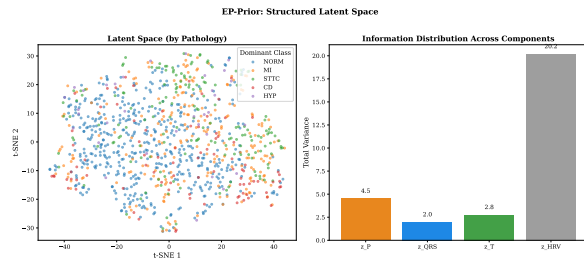 EP-Prior: Structured Latent Space
Latent Space (by Pathology)
Dominant Class
NORM
MI
STTC
CD
HYP
30
20
10
0
−10
−20
−30
t-SNE 2
−40
−20
0
20
40
t-SNE 1
Information Distribution Across Components
20.0
17.5
15.0
12.5
10.0
7.5
5.0
2.5
0.0
Total Variance
4.5
2.0
2.8
20.2
z_P
z_QRS
z_T
z_HRV